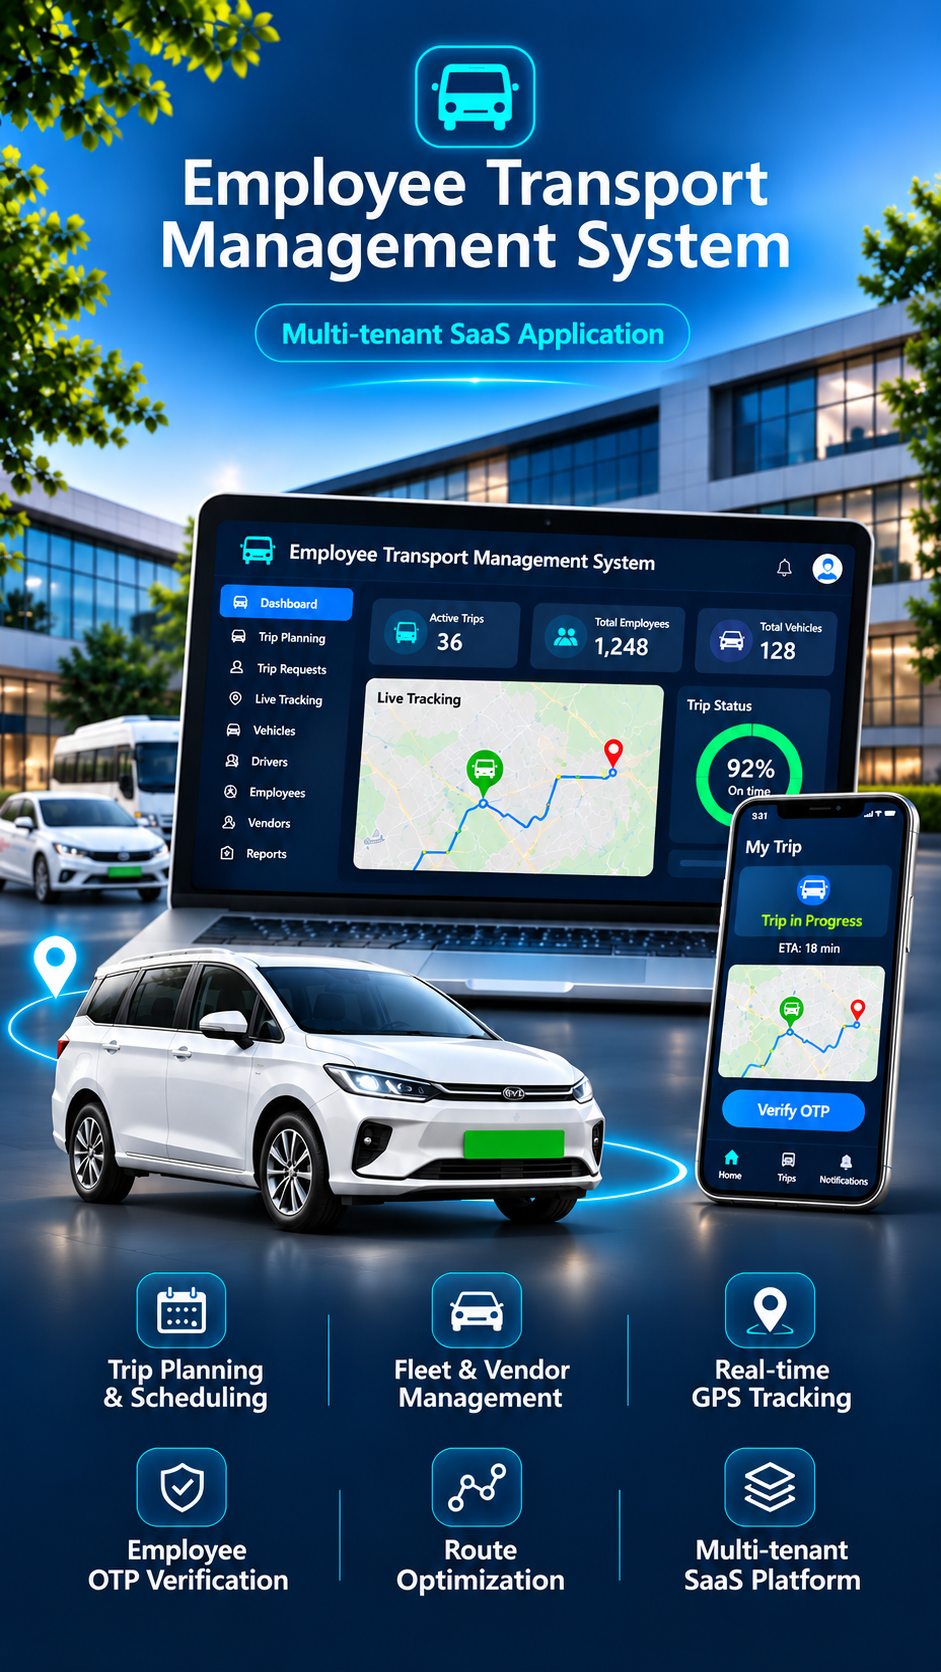 Employee Transport
Management System
Multi-tenant SaaS Application
Employee Transport Management System
Dashboard
Trip Planning
Trip Requests
Live Tracking
Vehicles
Drivers
Employees
Vendors
Reports
Active Trips
36
Total Employees
1,248
Total Vehicles
128
Live Tracking
Trip Status
92%
On time
My Trip
Trip in Progress
ETA: 18 min
Verify OTP
Home
Trips
Notifications
Trip Planning
& Scheduling
Fleet & Vendor
Management
Real-time
GPS Tracking
Employee
OTP Verification
Route
Optimization
Multi-tenant
SaaS Platform